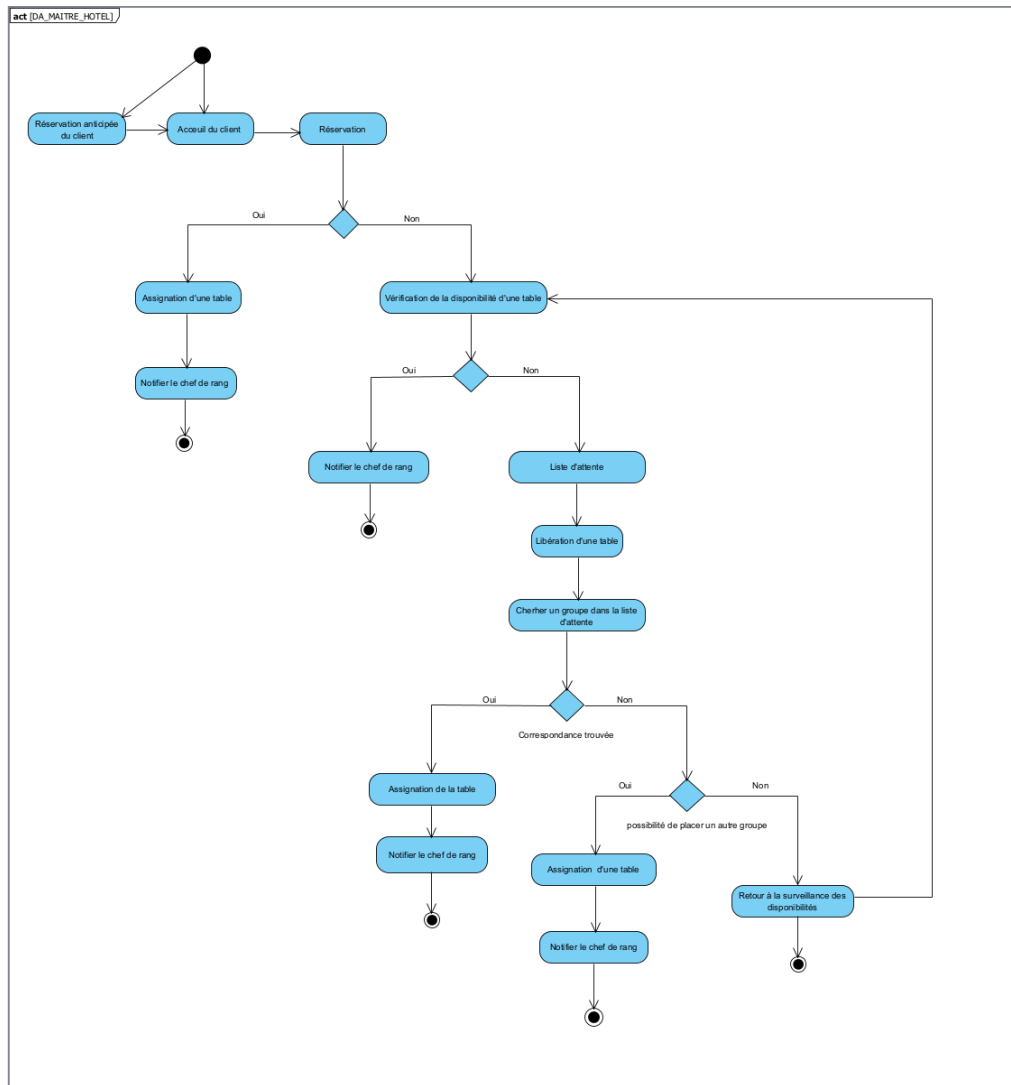 act [DA_MAITRE_HOTEL]
Réservation anticipée
du client
Accœuil du client
Réservation
Oui
Non
Assignation d'une table
Vérification de la disponibilité d'une table
Notifier le chef de rang
Oui
Non
Notifier le chef de rang
Liste d'attente
Libération d'une table
Cherher un groupe dans la liste
d'attente
Oui
Non
Correspondance trouvée
Assignation de la table
Oui
Non
possibilité de placer un autre groupe
Notifier le chef de rang
Assignation d'une table
Retour à la surveillance des
disponibilités
Notifier le chef de rang